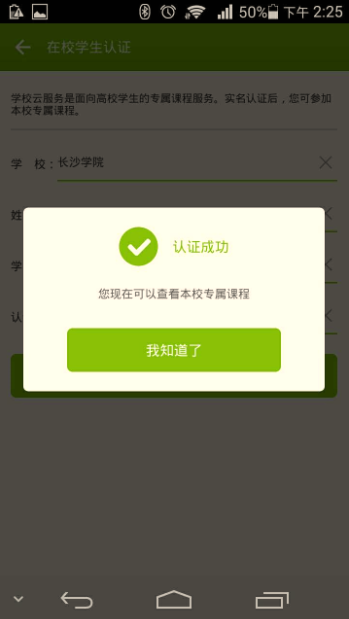 50% 下午 2:25
在校学生认证
学校云服务是面向高校学生的专属课程服务。实名认证后，您可参加
本校专属课程。
学 校：长沙学院
姓
学
认
认证成功
您现在可以查看本校专属课程
我知道了